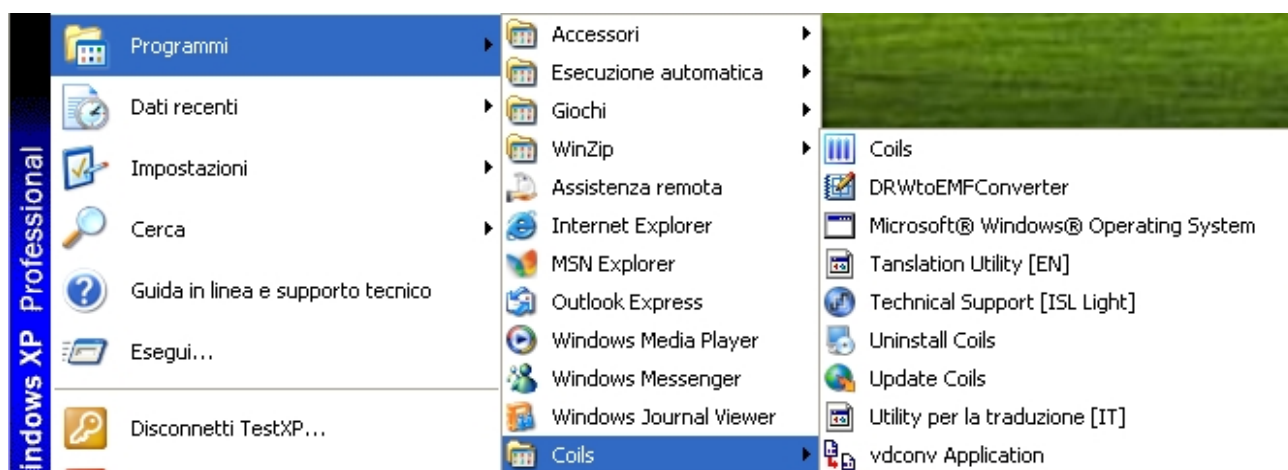 indows XP Professional
Programmi
Dati recenti
Impostazioni
Cerca
Guida in linea e supporto tecnico
Esegui...
Disconnetti TestXP...
Accessori
Esecuzione automatica
Giochi
WinZip
Assistenza remota
Internet Explorer
MSN Explorer
Outlook Express
Windows Media Player
Windows Messenger
Windows Journal Viewer
Coils
Coils
DRWtoEMFConverter
Microsoft® Windows® Operating System
Tanslation Utility [EN]
Technical Support [ISL Light]
Uninstall Coils
Update Coils
Utility per la traduzione [IT]
vdconv Application